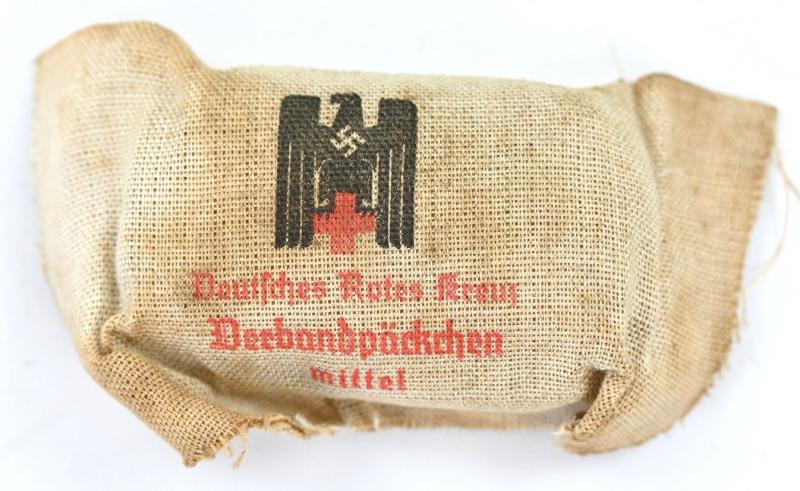 Deutsches Rotes Kreuz
Verbandpäckchen
mittel